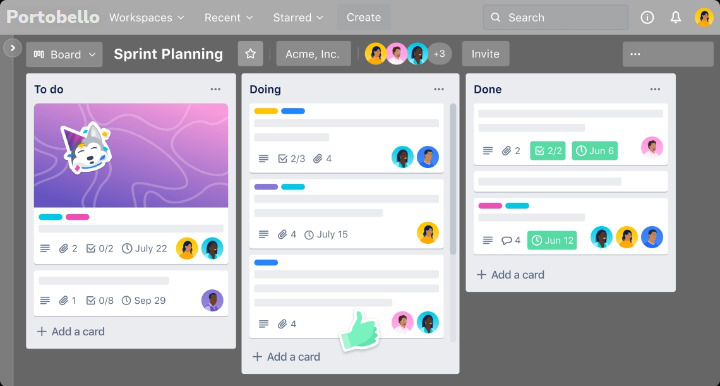 Portobello Workspaces Recent Starred Create Search
Board Sprint Planning Acme, Inc. +3 Invite
To do
2 0/2 July 22
1 0/8 Sep 29
+ Add a card
Doing
2/3 4
4 July 15
4
+ Add a card
Done
2 2/2 Jun 6
4 Jun 12
+ Add a card